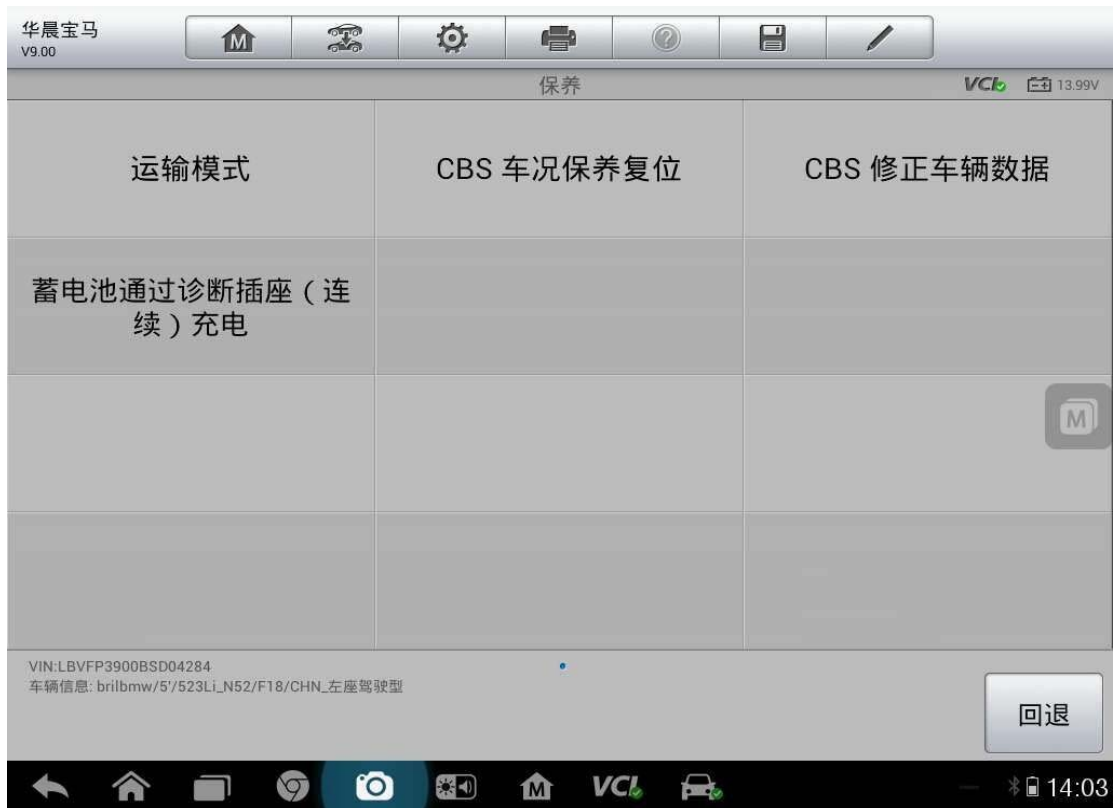 华晨宝马
V9.00
保养
VCI
13.99V
运输模式
CBS 车况保养复位
CBS 修正车辆数据
蓄电池通过诊断插座（连
续）充电
M
VIN:LBVFP3900BSD04284
车辆信息: brilbmw/5'/523Li_N52/F18/CHN_左座驾驶型
回退
M
VCI
14:03